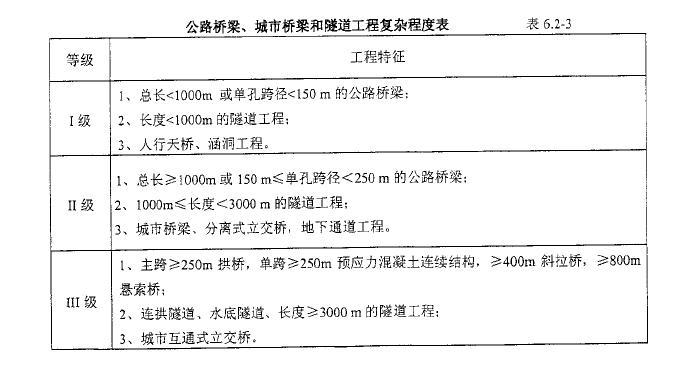 公路桥梁、城市桥梁和隧道工程复杂程度表 表 6.2-3
等级 工程特征
I 级
1、总长<1000m 或单孔跨径<150 m 的公路桥梁；
2、长度<1000m 的隧道工程；
3、人行天桥、涵洞工程。
II 级
1、总长≥1000m 或 150 m≤单孔跨径＜250 m 的公路桥梁；
2、1000m≤长度<3000 m 的隧道工程；
3、城市桥梁、分离式立交桥，地下通道工程。
III 级
1、主跨≥250m 拱桥，单跨≥250m 预应力混凝土连续结构，≥400m 斜拉桥，≥800m
悬索桥；
2、连拱隧道、水底隧道、长度≥3000 m 的隧道工程；
3、城市互通式立交桥。